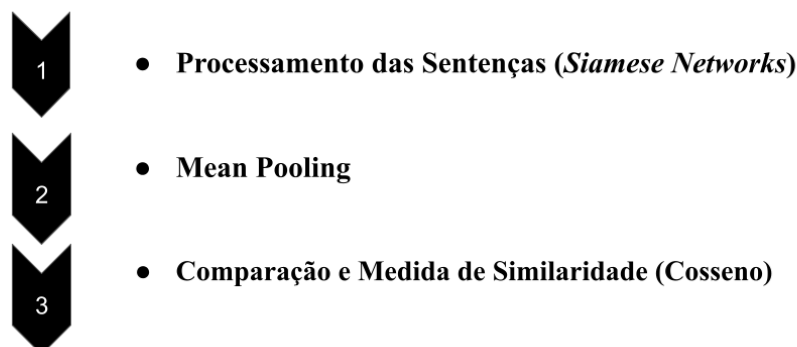 1 ● Processamento das Sentenças (Siamese Networks)
2 ● Mean Pooling
3 ● Comparação e Medida de Similaridade (Cosseno)